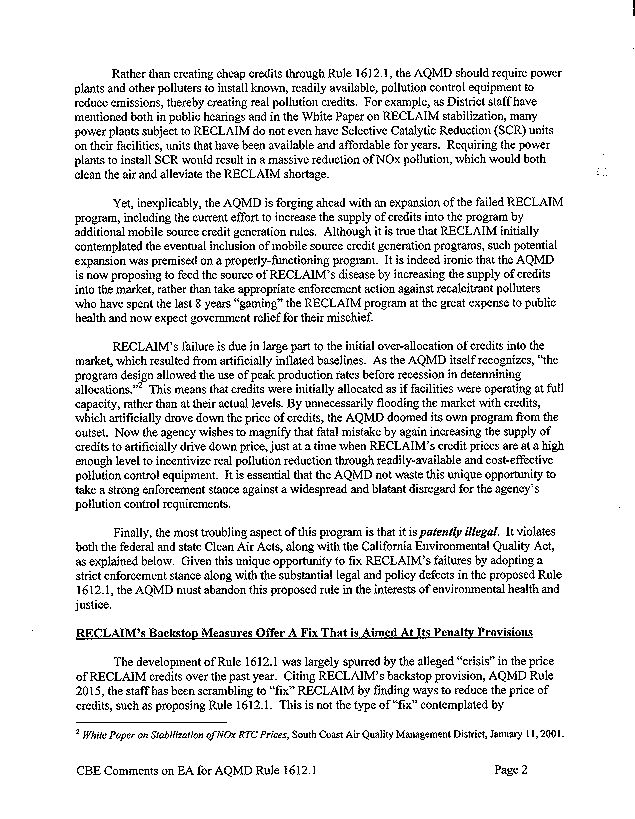 Rather than creating cheap credits through Rule 1612.1, the AQMD should require power
plants and other polluters to install known, readily available, pollution control equipment to
reduce emissions, thereby creating real pollution credits. For example, as District staff have
mentioned both in public hearings and in the White Paper on RECLAIM stabilization, many
power plants subject to RECLAIM do not even have Selective Catalytic Reduction (SCR) units
on their facilities, units that have been available and affordable for years. Requiring the power
plants to install SCR would result in a massive reduction of NOx pollution, which would both
clean the air and alleviate the RECLAIM shortage.
Yet, inexplicably, the AQMD is forging ahead with an expansion of the failed RECLAIM
program, including the current effort to increase the supply of credits into the program by
additional mobile source credit generation rules. Although it is true that RECLAIM initially
contemplated the eventual inclusion of mobile source credit generation programs, such potential
expansion was premised on a properly-functioning program. It is indeed ironic that the AQMD
is now proposing to feed the source of RECLAIM's disease by increasing the supply of credits
into the market, rather than take appropriate enforcement action against recalcitrant polluters
who have spent the last 8 years "gaming" the RECLAIM program at the great expense to public
health and now expect government relief for their mischief.
RECLAIM's failure is due in large part to the initial over-allocation of credits into the
market, which resulted from artificially inflated baselines. As the AQMD itself recognizes, "the
program design allowed the use of peak production rates before recession in determining
allocations."2 This means that credits were initially allocated as if facilities were operating at full
capacity, rather than at their actual levels. By unnecessarily flooding the market with credits,
which artificially drove down the price of credits, the AQMD doomed its own program from the
outset. Now the agency wishes to magnify that fatal mistake by again increasing the supply of
credits to artificially drive down price, just at a time when RECLAIM's credit prices are at a high
enough level to incentivize real pollution reduction through readily-available and cost-effective
pollution control equipment. It is essential that the AQMD not waste this unique opportunity to
take a strong enforcement stance against a widespread and blatant disregard for the agency's
pollution control requirements.
Finally, the most troubling aspect of this program is that it is patently illegal. It violates
both the federal and state Clean Air Acts, along with the California Environmental Quality Act,
as explained below. Given this unique opportunity to fix RECLAIM's failures by adopting a
strict enforcement stance along with the substantial legal and policy defects in the proposed Rule
1612.1, the AQMD must abandon this proposed rule in the interests of environmental health and
justice.
RECLAIM's Backstop Measures Offer A Fix That is Aimed At Its Penalty Provisions
The development of Rule 1612.1 was largely spurred by the alleged "crisis" in the price
of RECLAIM credits over the past year. Citing RECLAIM's backstop provision, AQMD Rule
2015, the staff has been scrambling to "fix" RECLAIM by finding ways to reduce the price of
credits, such as proposing Rule 1612.1. This is not the type of "fix" contemplated by
2 White Paper on Stabilization of NOx RTC Prices, South Coast Air Quality Management District, January 11, 2001.
CBE Comments on EA for AQMD Rule 1612.1 Page 2